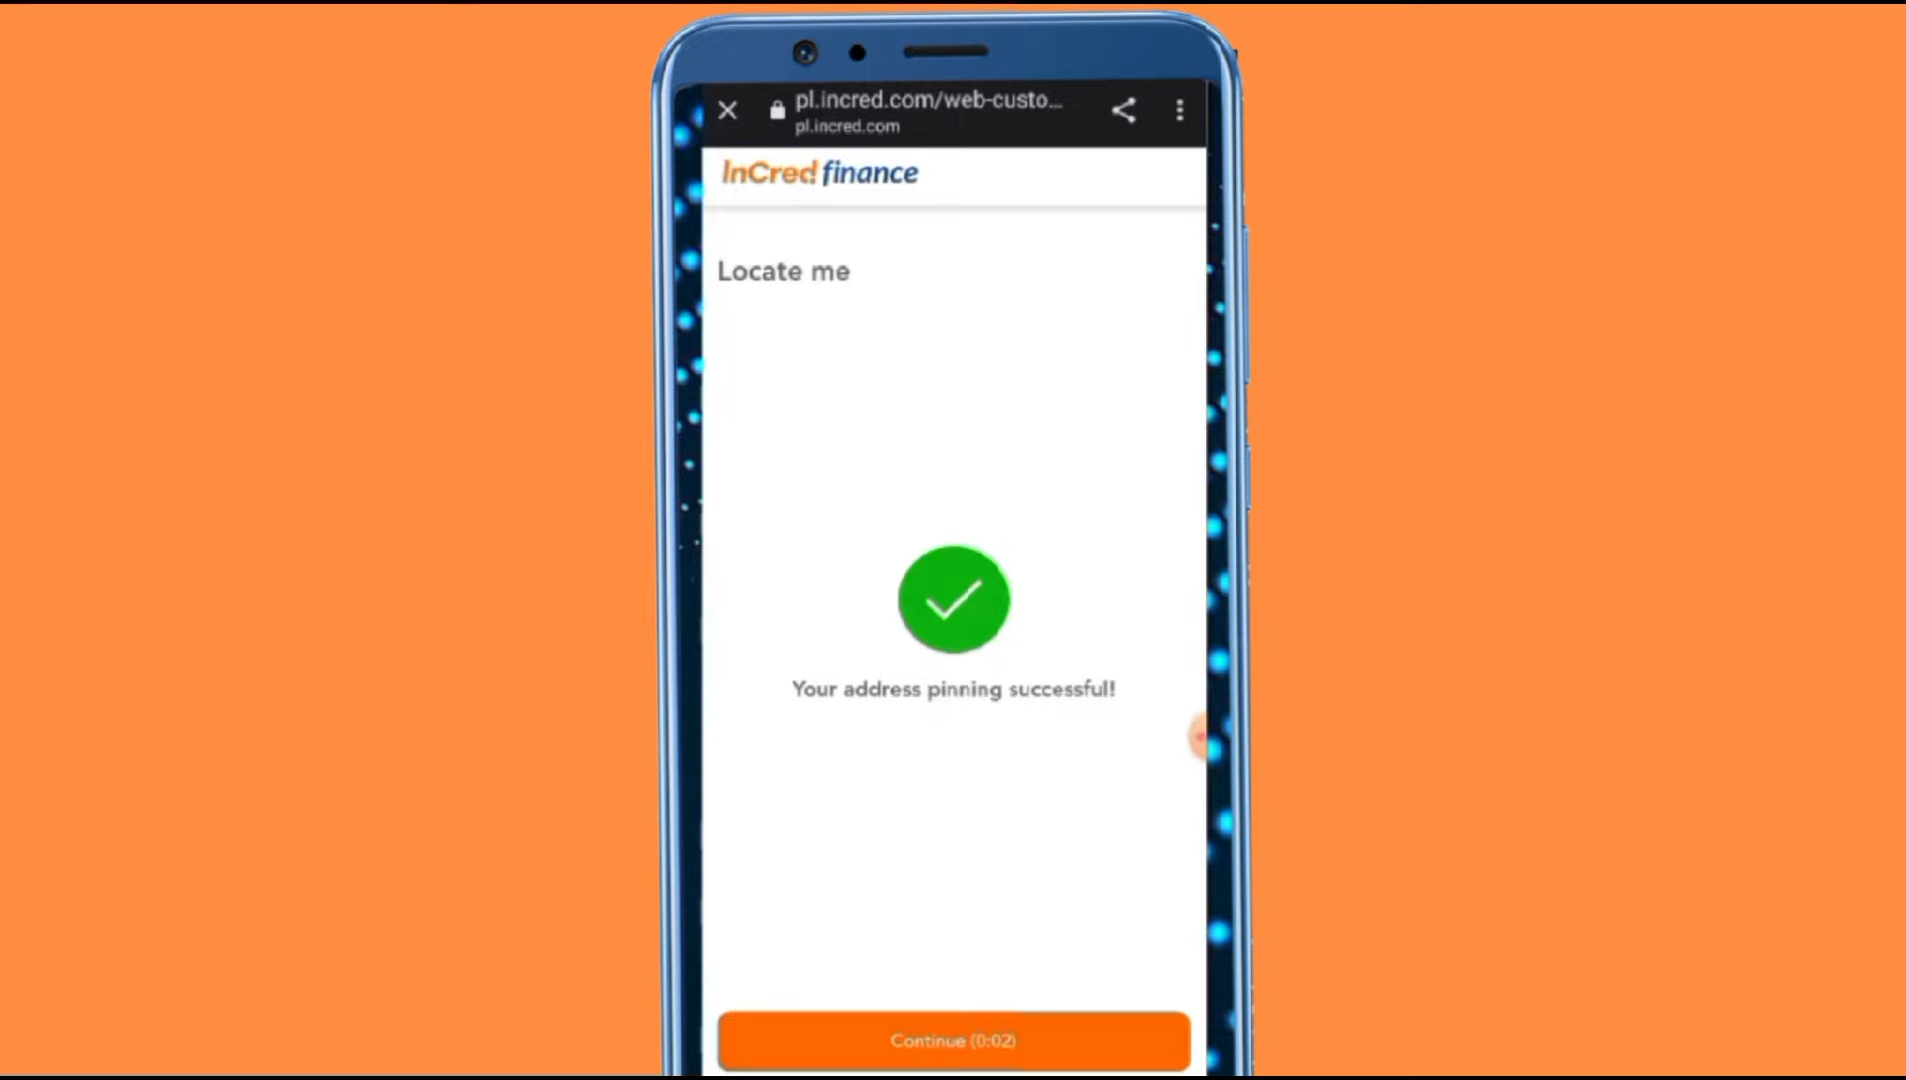 pl.incred.com/web-custo...
pl.incred.com
InCred finance
Locate me
Your address pinning successful!
Continue (0:02)